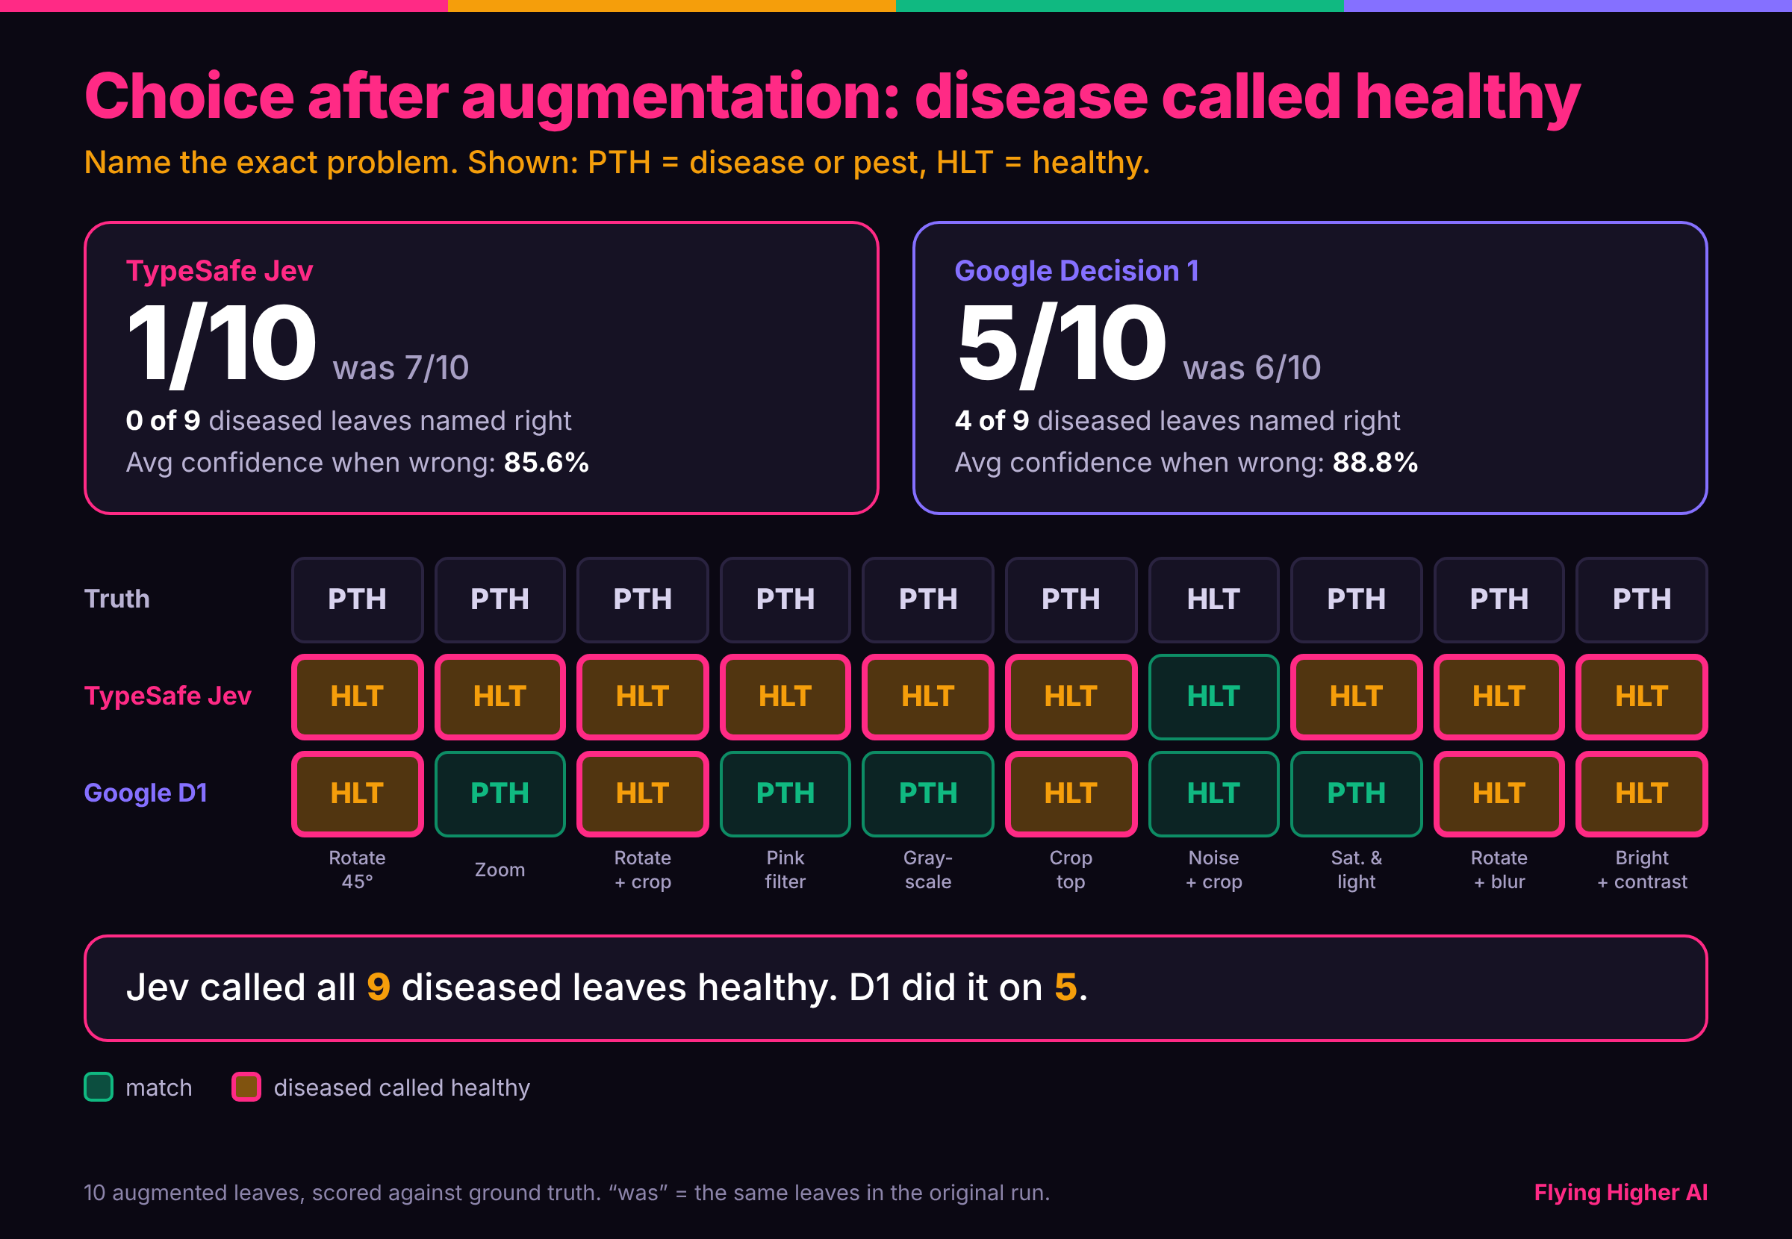 Choice after augmentation: disease called healthy
Name the exact problem. Shown: PTH = disease or pest, HLT = healthy.
TypeSafe Jev
1/10 was 7/10
0 of 9 diseased leaves named right
Avg confidence when wrong: 85.6%
Google Decision 1
5/10 was 6/10
4 of 9 diseased leaves named right
Avg confidence when wrong: 88.8%
Truth PTH PTH PTH PTH PTH PTH HLT PTH PTH PTH
TypeSafe Jev HLT HLT HLT HLT HLT HLT HLT HLT HLT HLT
Google D1 HLT PTH HLT PTH PTH HLT HLT PTH HLT HLT
Rotate
45°
Zoom
Rotate
+ crop
Pink
filter
Gray-
scale
Crop
top
Noise
+ crop
Sat. &
light
Rotate
+ blur
Bright
+ contrast
Jev called all 9 diseased leaves healthy. D1 did it on 5.
match
diseased called healthy
10 augmented leaves, scored against ground truth. “was” = the same leaves in the original run.
Flying Higher AI